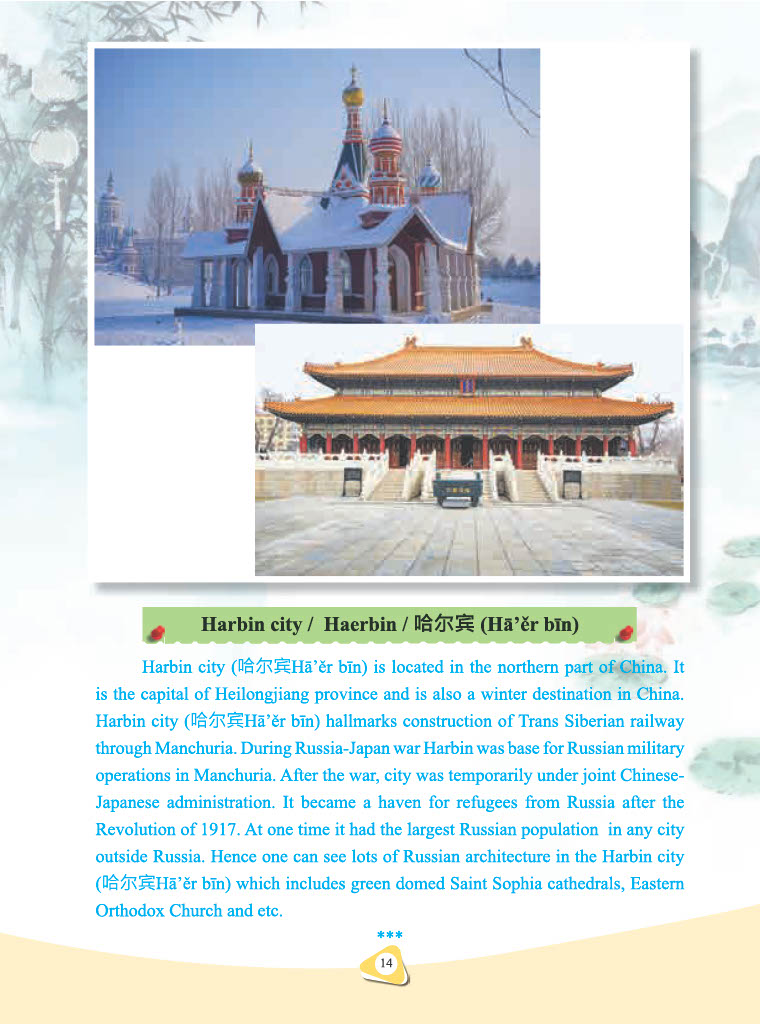 Harbin city / Haerbin / 哈尔宾 (Hā’ěr bīn)
Harbin city (哈尔宾Hā’ěr bīn) is located in the northern part of China. It
is the capital of Heilongjiang province and is also a winter destination in China.
Harbin city (哈尔宾Hā’ěr bīn) hallmarks construction of Trans Siberian railway
through Manchuria. During Russia-Japan war Harbin was base for Russian military
operations in Manchuria. After the war, city was temporarily under joint Chinese-
Japanese administration. It became a haven for refugees from Russia after the
Revolution of 1917. At one time it had the largest Russian population in any city
outside Russia. Hence one can see lots of Russian architecture in the Harbin city
(哈尔宾Hā’ěr bīn) which includes green domed Saint Sophia cathedrals, Eastern
Orthodox Church and etc.
***
14